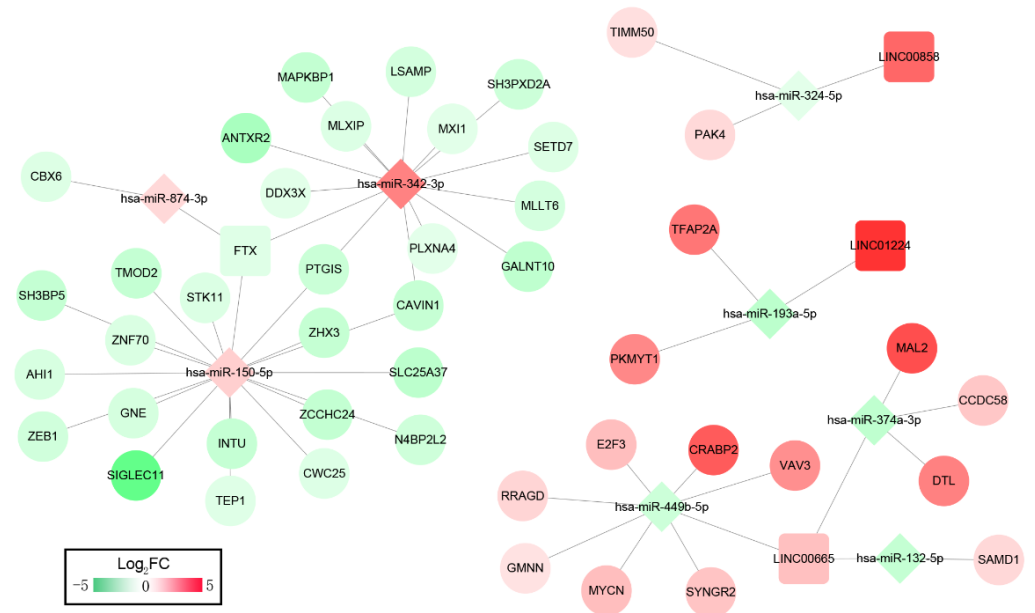 TIMM50
LINC00858
LSAMP
MAPKBP1
SH3PXD2A
hsa-miR-324-5p
MLXIP
MXI1
PAK4
ANTXR2
SETD7
CBX6
hsa-miR-342-3p
DDX3X
hsa-miR-874-3p
MLLT6
TFAP2A
LINC01224
FTX
PLXNA4
PTGIS
GALNT10
TMOD2
SH3BP5
STK11
CAVIN1
hsa-miR-193a-5p
ZNF70
ZHX3
MAL2
PKMYT1
AHI1
hsa-miR-150-5p
SLC25A37
CCDC58
GNE
ZCCHC24
hsa-miR-374a-3p
ZEB1
INTU
N4BP2L2
E2F3
CRABP2
VAV3
SIGLEC11
CWC25
DTL
RRAGD
TEP1
hsa-miR-449b-5p
LINC00665
hsa-miR-132-5p
SAMD1
GMNN
MYCN
SYNGR2
Log2FC
-5 0 5